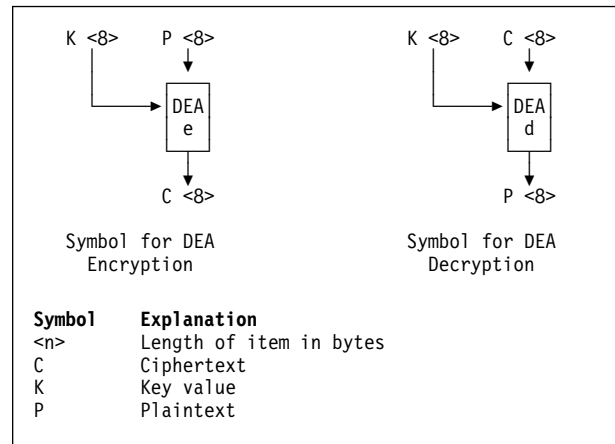 K <8> P <8> K <8> C <8>
DEA DEA
e d
C <8> P <8>
Symbol for DEA Symbol for DEA
Encryption Decryption
Symbol Explanation
<n> Length of item in bytes
C Ciphertext
K Key value
P Plaintext